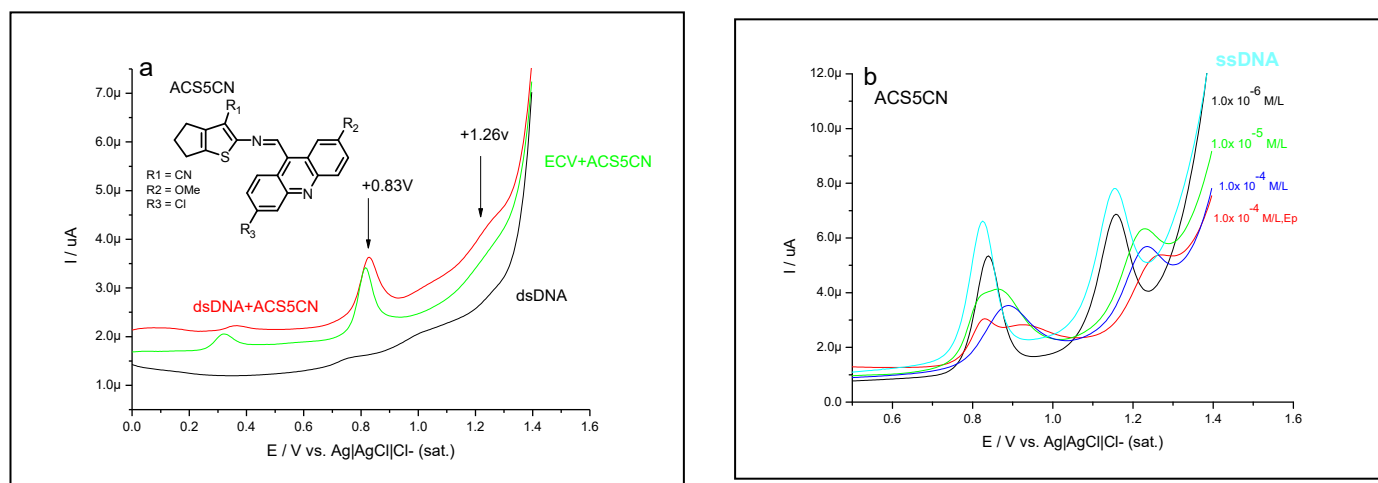 a
ACS5CN
R1
R2
N
S
N
R3
R1 = CN
R2 = OMe
R3 = Cl
+0.83V
+1.26v
ECV+ACS5CN
dsDNA+ACS5CN
dsDNA
7.0µ
6.0µ
5.0µ
4.0µ
3.0µ
2.0µ
1.0µ
I / uA
0.0 0.2 0.4 0.6 0.8 1.0 1.2 1.4 1.6
E / V vs. Ag|AgCl|Cl- (sat.)
b
ACS5CN
ssDNA
1.0x 10-6 M/L
1.0x 10-5 M/L
1.0x 10-4 M/L
1.0x 10-4 M/L,Ep
12.0µ
10.0µ
8.0µ
6.0µ
4.0µ
2.0µ
0.0
I / uA
0.6 0.8 1.0 1.2 1.4 1.6
E / V vs. Ag|AgCl|Cl- (sat.)